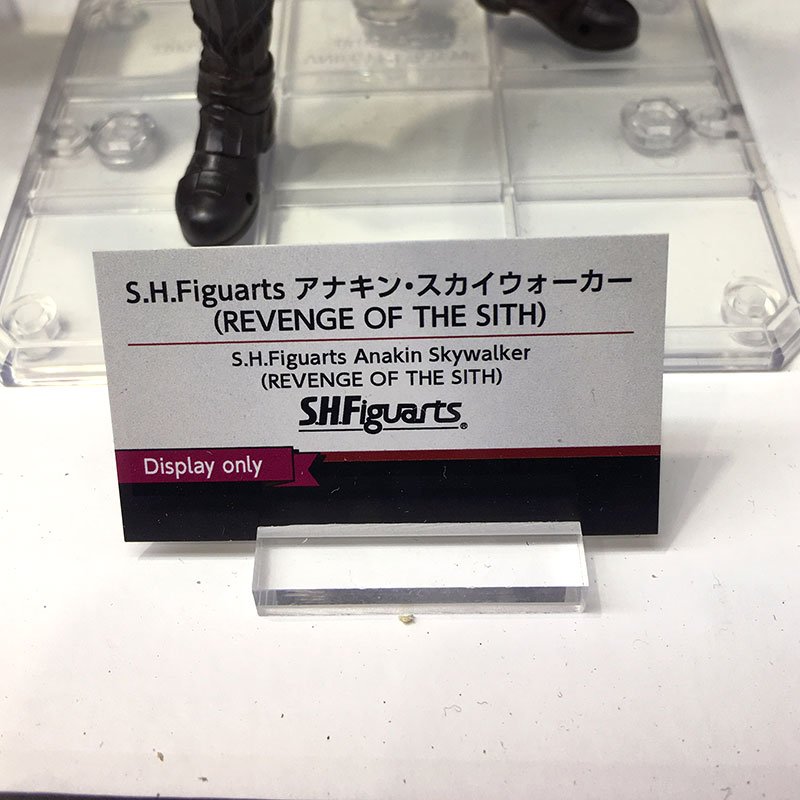 S.H.Figuarts アナキン・スカイウォーカー
(REVENGE OF THE SITH)
S.H.Figuarts Anakin Skywalker
(REVENGE OF THE SITH)
S.H.Figuarts®
Display only